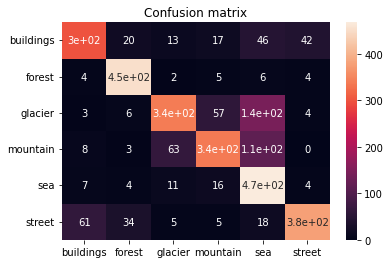 Confusion matrix
buildings 3e+02 20 13 17 46 42
forest 4 4.5e+02 2 5 6 4
glacier 3 6 3.4e+02 57 1.4e+02 4
mountain 8 3 63 3.4e+02 1.1e+02 0
sea 7 4 11 16 4.7e+02 4
street 61 34 5 5 18 3.8e+02
buildings forest glacier mountain sea street
400
300
200
100
0